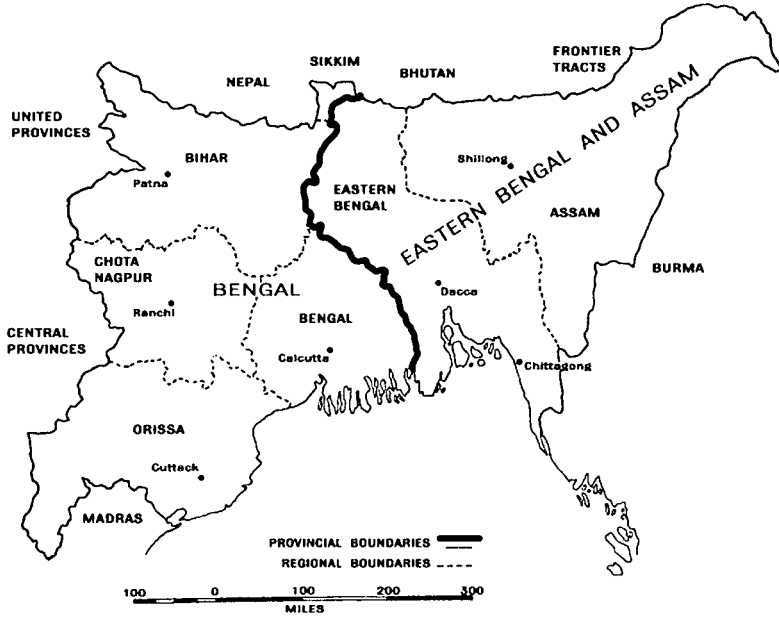 SIKKIM
NEPAL
BHUTAN
FRONTIER
TRACTS
UNITED
PROVINCES
BIHAR
Patna
Shillong
EASTERN
BENGAL
EASTERN BENGAL AND ASSAM
ASSAM
CHOTA
NAGPUR
BENGAL
BURMA
Ranchi
Dacca
BENGAL
CENTRAL
PROVINCES
Calcutta
Chittagong
ORISSA
Cuttack
MADRAS
PROVINCIAL BOUNDARIES
REGIONAL BOUNDARIES
100 0 100 200 300
MILES